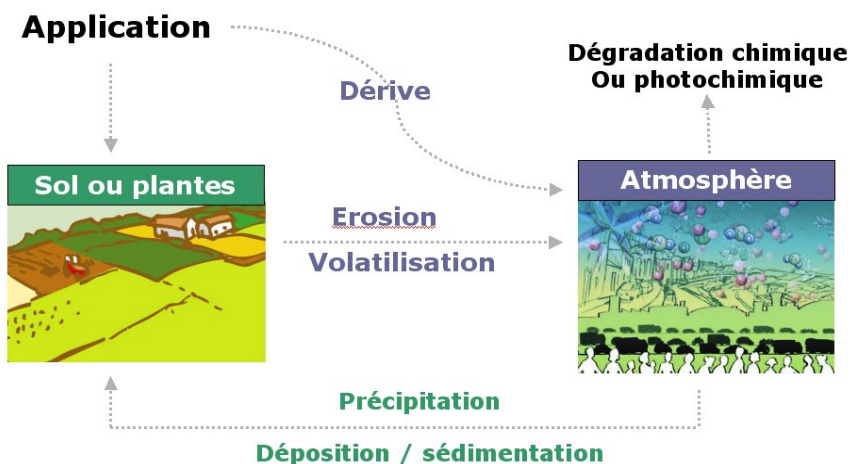 Application
Dégradation chimique
Ou photochimique
Dérive
Sol ou plantes
Atmosphère
Erosion
Volatilisation
Précipitation
Déposition / sédimentation